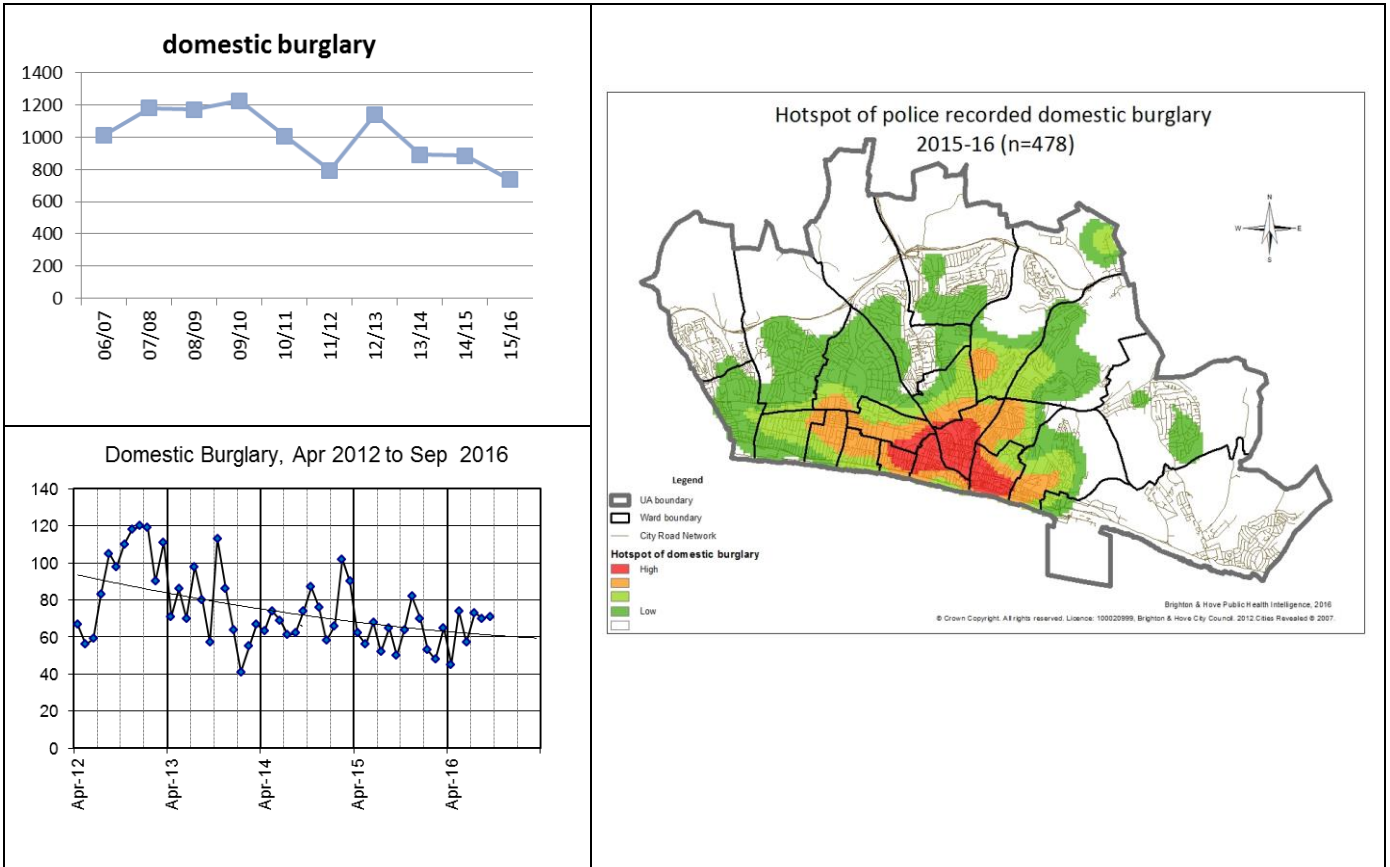 domestic burglary
1400
1200
1000
800
600
400
200
0
06/07
07/08
08/09
09/10
10/11
11/12
12/13
13/14
14/15
15/16
Domestic Burglary, Apr 2012 to Sep 2016
140
120
100
80
60
40
20
0
Apr-12
Apr-13
Apr-14
Apr-15
Apr-16
Hotspot of police recorded domestic burglary
2015-16 (n=478)
N
W E
S
Legend
UA boundary
Ward boundary
City Road Network
Hotspot of domestic burglary
High
Low
Brighton & Hove Public Health Intelligence, 2016
© Crown Copyright. All rights reserved. Licence: 100020999, Brighton & Hove City Council. 2012.Cities Revealed © 2007.